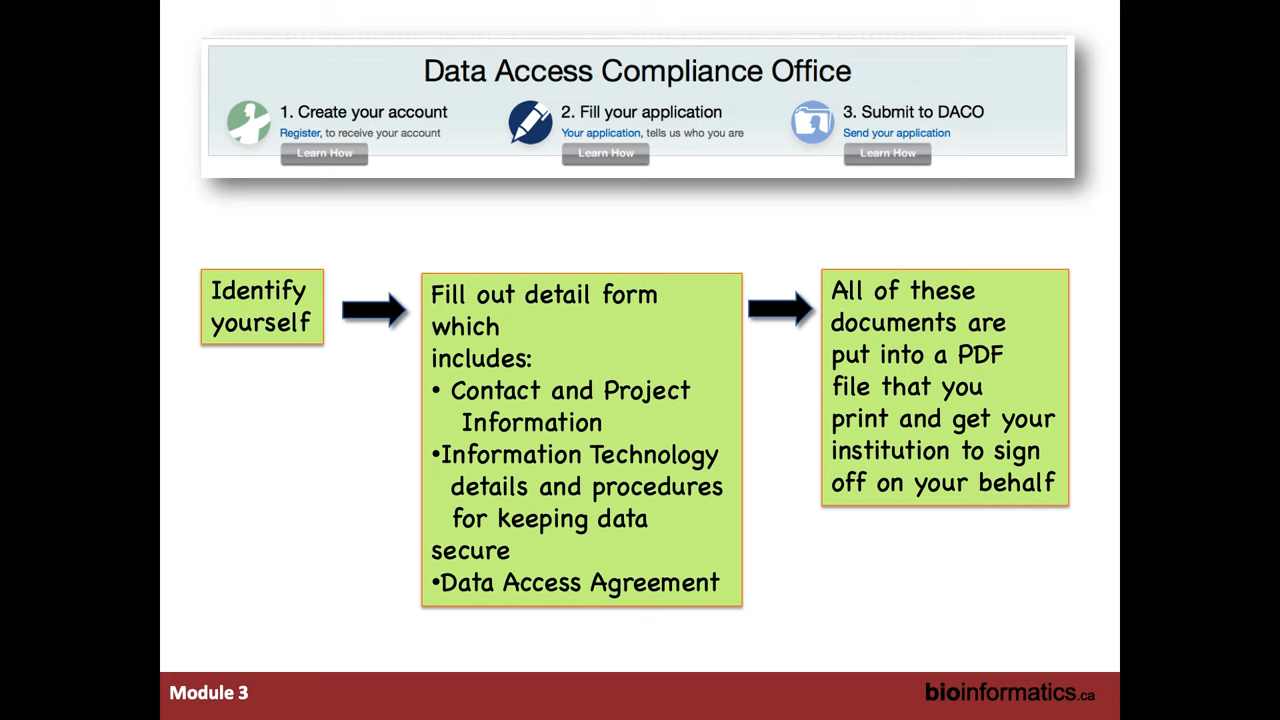 Data Access Compliance Office
1. Create your account
Register, to receive your account
Learn How
2. Fill your application
Your application, tells us who you are
Learn How
3. Submit to DACO
Send your application
Learn How
Identify
yourself
Fill out detail form
which
includes:
• Contact and Project
Information
•Information Technology
details and procedures
for keeping data
secure
•Data Access Agreement
All of these
documents are
put into a PDF
file that you
print and get your
institution to sign
off on your behalf
Module 3
bioinformatics.ca